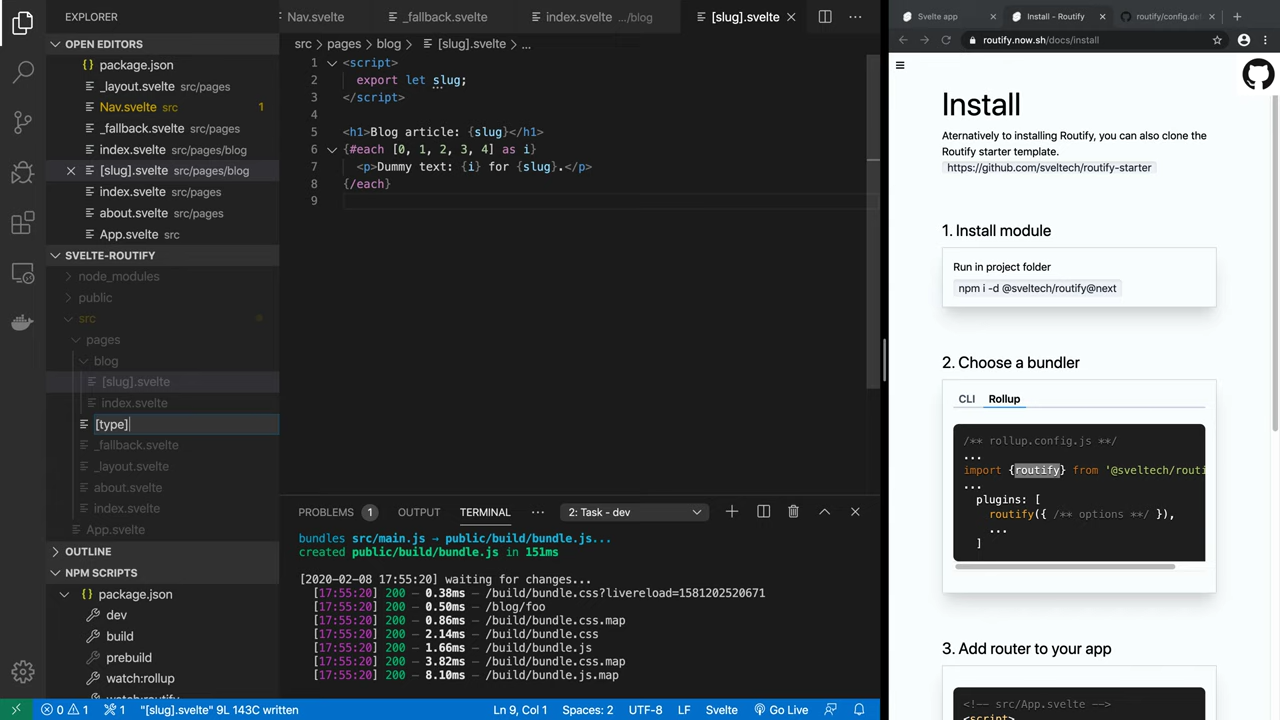 EXPLORER
OPEN EDITORS
package.json
_layout.svelte src/pages
Nav.svelte src 1
_fallback.svelte src/pages
index.svelte src/pages/blog
[slug].svelte src/pages/blog
index.svelte src/pages
about.svelte src/pages
App.svelte src
SVELTE-ROUTIFY
node_modules
public
src
pages
blog
[slug].svelte
index.svelte
[type]
_fallback.svelte
_layout.svelte
about.svelte
index.svelte
App.svelte
OUTLINE
NPM SCRIPTS
package.json
dev
build
prebuild
watch:rollup
watch:routify
Nav.svelte _fallback.svelte index.svelte .../blog [slug].svelte
src > pages > blog > [slug].svelte > ...
1 <script>
2 export let slug;
3 </script>
4
5 <h1>Blog article: {slug}</h1>
6 {#each [0, 1, 2, 3, 4] as i}
7 <p>Dummy text: {i} for {slug}.</p>
8 {/each}
9
PROBLEMS 1 OUTPUT TERMINAL ... 2: Task - dev
bundles src/main.js → public/build/bundle.js...
created public/build/bundle.js in 151ms
[2020-02-08 17:55:20] waiting for changes...
[17:55:20] 200 — 0.38ms — /build/bundle.css?livereload=1581202520671
[17:55:20] 200 — 0.50ms — /blog/foo
[17:55:20] 200 — 0.86ms — /build/bundle.css.map
[17:55:20] 200 — 2.14ms — /build/bundle.css
[17:55:20] 200 — 1.66ms — /build/bundle.js
[17:55:20] 200 — 3.82ms — /build/bundle.css.map
[17:55:20] 200 — 8.10ms — /build/bundle.js.map
0 1 1 "[slug].svelte" 9L 143C written Ln 9, Col 1 Spaces: 2 UTF-8 LF Svelte Go Live
Svelte app Install - Routify routify/config.de
routify.now.sh/docs/install
Install
Aternatively to installing Routify, you can also clone the
Routify starter template.
https://github.com/sveltech/routify-starter
1. Install module
Run in project folder
npm i -d @sveltech/routify@next
2. Choose a bundler
CLI Rollup
/** rollup.config.js **/
...
import {routify} from '@sveltech/routi
...
plugins: [
routify({ /** options **/ }),
...
]
3. Add router to your app
<!-- src/App.svelte -->
<script>